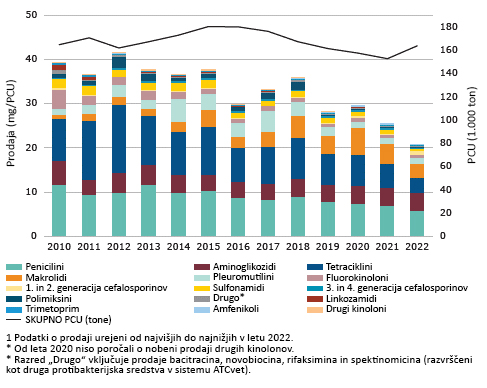 50
40
30
20
10
0
Prodaja (mg/PCU)
180
160
140
120
100
80
60
40
20
0
PCU (1.000 ton)
2010 2011 2012 2013 2014 2015 2016 2017 2018 2019 2020 2021 2022
Penicilini Aminoglikozidi Tetraciklini
Makrolidi Pleuromutilini Fluorokinoloni
1. in 2. generacija cefalosporinov Sulfonamidi 3. in 4. generacija cefalosporinov
Polimiksini Drugo* Linkozamidi
Trimetoprim Amfenikoli Drugi kinoloni
SKUPNO PCU (tone)
1 Podatki o prodaji urejeni od najvišjih do najnižjih v letu 2022.
* Od leta 2020 niso poročali o nobeni prodaji drugih kinolonov.
* Razred „Drugo“ vključuje prodaje bacitracina, novobiocina, rifaksimina in spektinomicina (razvrščeni
kot druga protibakterijska sredstva v sistemu ATCvet).